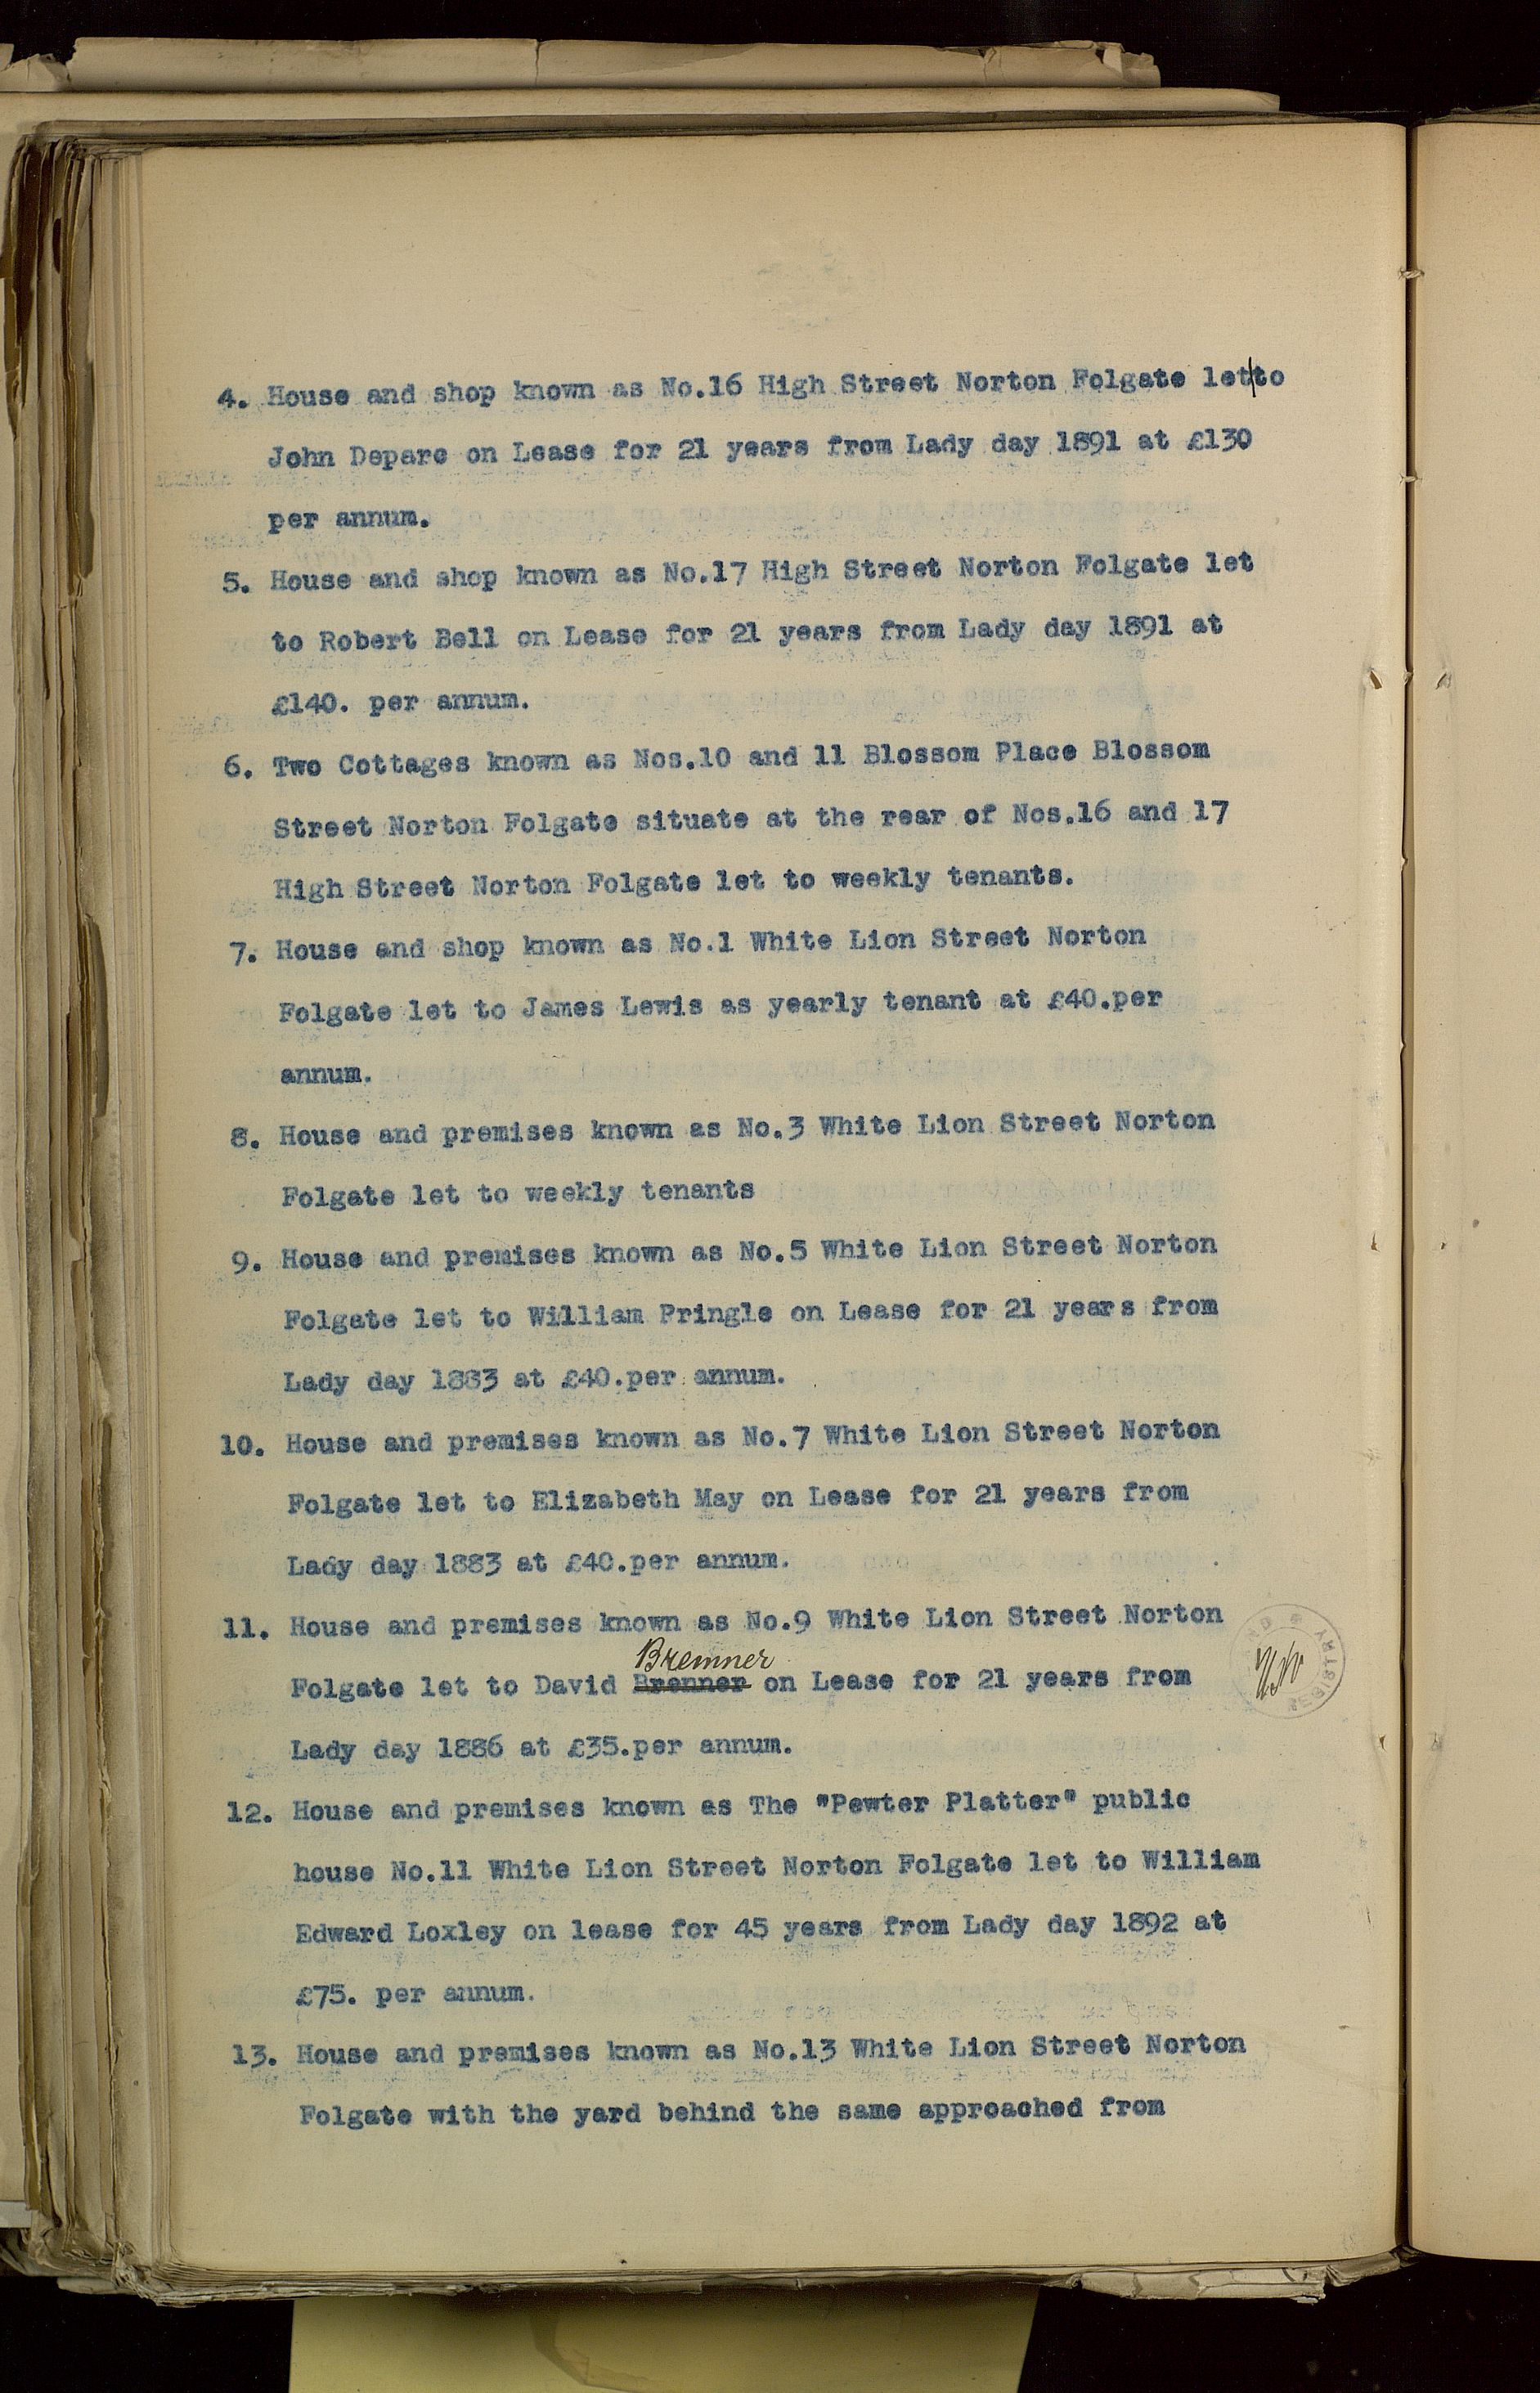 4. House and shop known as No.16 High Street Norton Folgate let to
John Deparc on Lease for 21 years from Lady day 1891 at £130
per annum.
5. House and shop known as No.17 High Street Norton Folgate let
to Robert Bell on Lease for 21 years from Lady day 1891 at
£140. per annum.
6. Two Cottages known as Nos.10 and 11 Blossom Place Blossom
Street Norton Folgate situate at the rear of Nos.16 and 17
High Street Norton Folgate let to weekly tenants.
7. House and shop known as No.1 White Lion Street Norton
Folgate let to James Lewis as yearly tenant at £40.per
annum.
8. House and premises known as No.3 White Lion Street Norton
Folgate let to weekly tenants
9. House and premises known as No.5 White Lion Street Norton
Folgate let to William Pringle on Lease for 21 years from
Lady day 1883 at £40.per annum.
10. House and premises known as No.7 White Lion Street Norton
Folgate let to Elizabeth May on Lease for 21 years from
Lady day 1883 at £40.per annum.
11. House and premises known as No.9 White Lion Street Norton
Bremner
Folgate let to David Brenner on Lease for 21 years from
Lady day 1886 at £35.per annum.
12. House and premises known as The "Pewter Platter" public
house No.11 White Lion Street Norton Folgate let to William
Edward Loxley on lease for 45 years from Lady day 1892 at
£75. per annum.
13. House and premises known as No.13 White Lion Street Norton
Folgate with the yard behind the same approached from